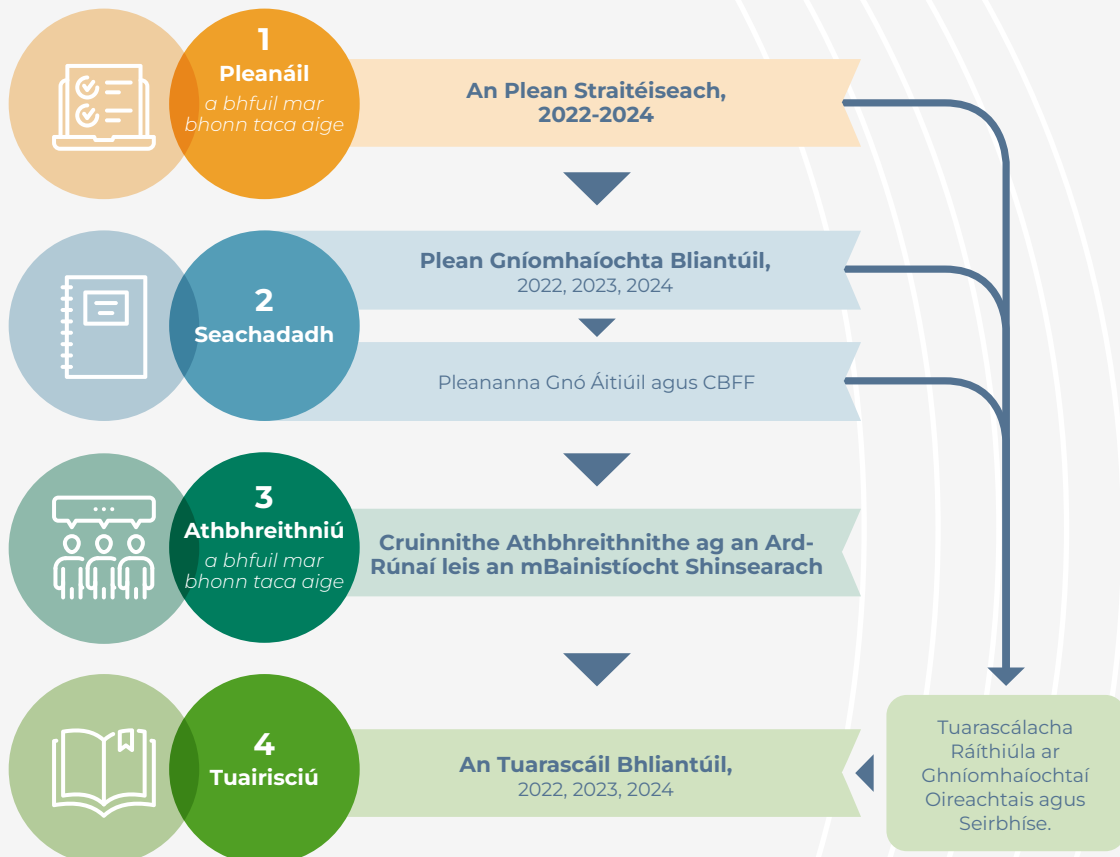 1
Pleanáil
a bhfuil mar
bhonn taca aige
An Plean Straitéiseach,
2022-2024
2
Seachadadh
Plean Gníomhaíochta Bliantúil,
2022, 2023, 2024
Pleananna Gnó Áitiúil agus CBFF
3
Athbhreithniú
a bhfuil mar
bhonn taca aige
Cruinnithe Athbhreithnithe ag an Ard-
Rúnaí leis an mBainistíocht Shinsearach
4
Tuairisciú
An Tuarascáil Bhliantúil,
2022, 2023, 2024
Tuarascálacha
Ráithiúla ar
Ghníomhaíochtaí
Oireachtais agus
Seirbhíse.